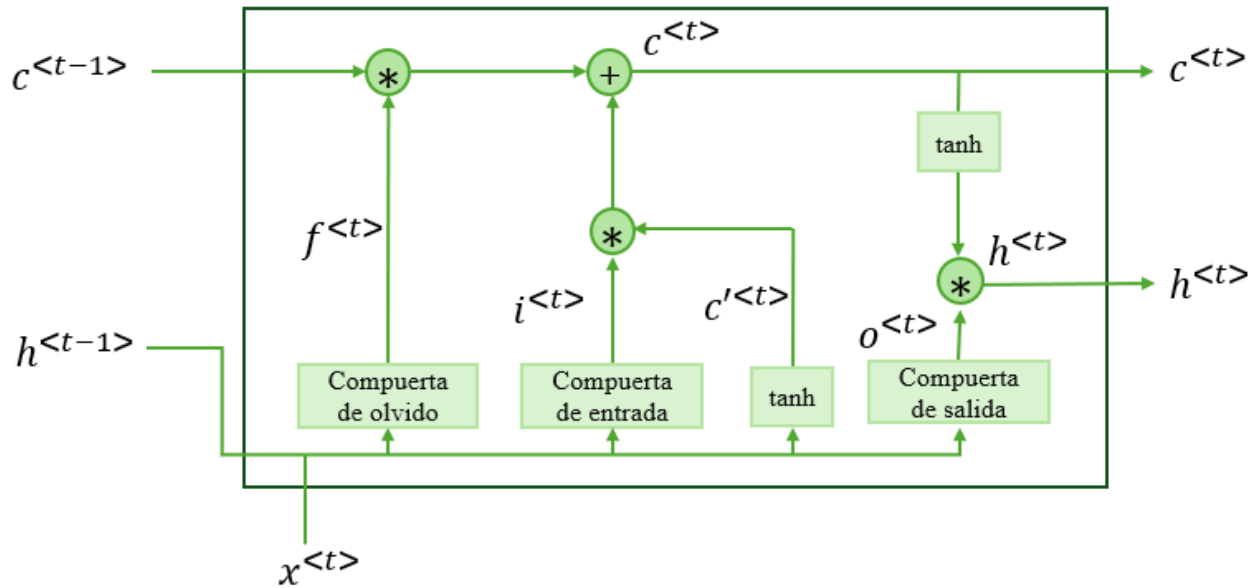 c<t>
c<t-1>
*
+
c<t>
tanh
f<t>
*
h<t>
i<t>
c'<t>
*
h<t>
o<t>
h<t-1>
Compuerta
de olvido
Compuerta
de entrada
tanh
Compuerta
de salida
x<t>